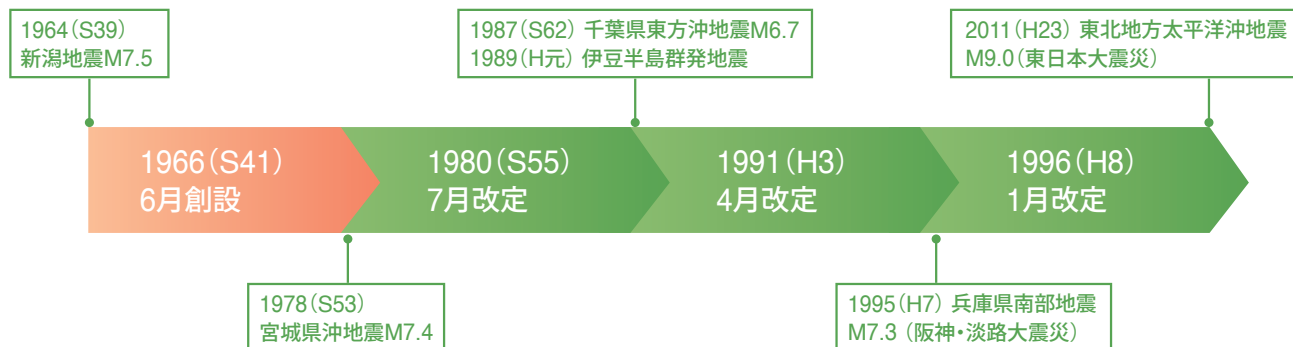 1964(S39)
新潟地震M7.5
1987(S62) 千葉県東方沖地震M6.7
1989(H元) 伊豆半島群発地震
2011(H23) 東北地方太平洋沖地震
M9.0(東日本大震災)
1966(S41)
6月創設
1980(S55)
7月改定
1991(H3)
4月改定
1996(H8)
1月改定
1978(S53)
宮城県沖地震M7.4
1995(H7) 兵庫県南部地震
M7.3 (阪神・淡路大震災)